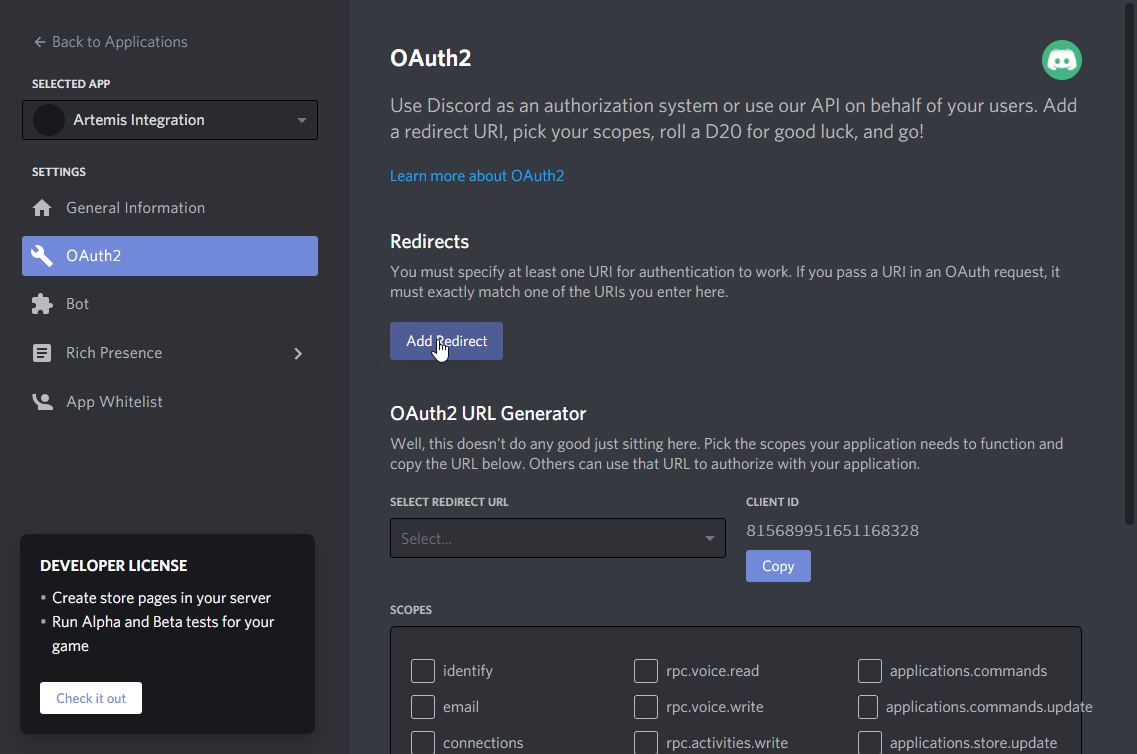 Back to Applications
SELECTED APP
Artemis Integration
SETTINGS
General Information
OAuth2
Bot
Rich Presence
App Whitelist
DEVELOPER LICENSE
• Create store pages in your server
• Run Alpha and Beta tests for your
game
Check it out
OAuth2
Use Discord as an authorization system or use our API on behalf of your users. Add
a redirect URI, pick your scopes, roll a D20 for good luck, and go!
Learn more about OAuth2
Redirects
You must specify at least one URI for authentication to work. If you pass a URI in an OAuth request, it
must exactly match one of the URIs you enter here.
Add Redirect
OAuth2 URL Generator
Well, this doesn't do any good just sitting here. Pick the scopes your application needs to function and
copy the URL below. Others can use that URL to authorize with your application.
SELECT REDIRECT URL
Select...
CLIENT ID
815689951651168328
Copy
SCOPES
identify
rpc.voice.read
applications.commands
email
rpc.voice.write
applications.commands.update
connections
rpc.activities.write
applications.store.update